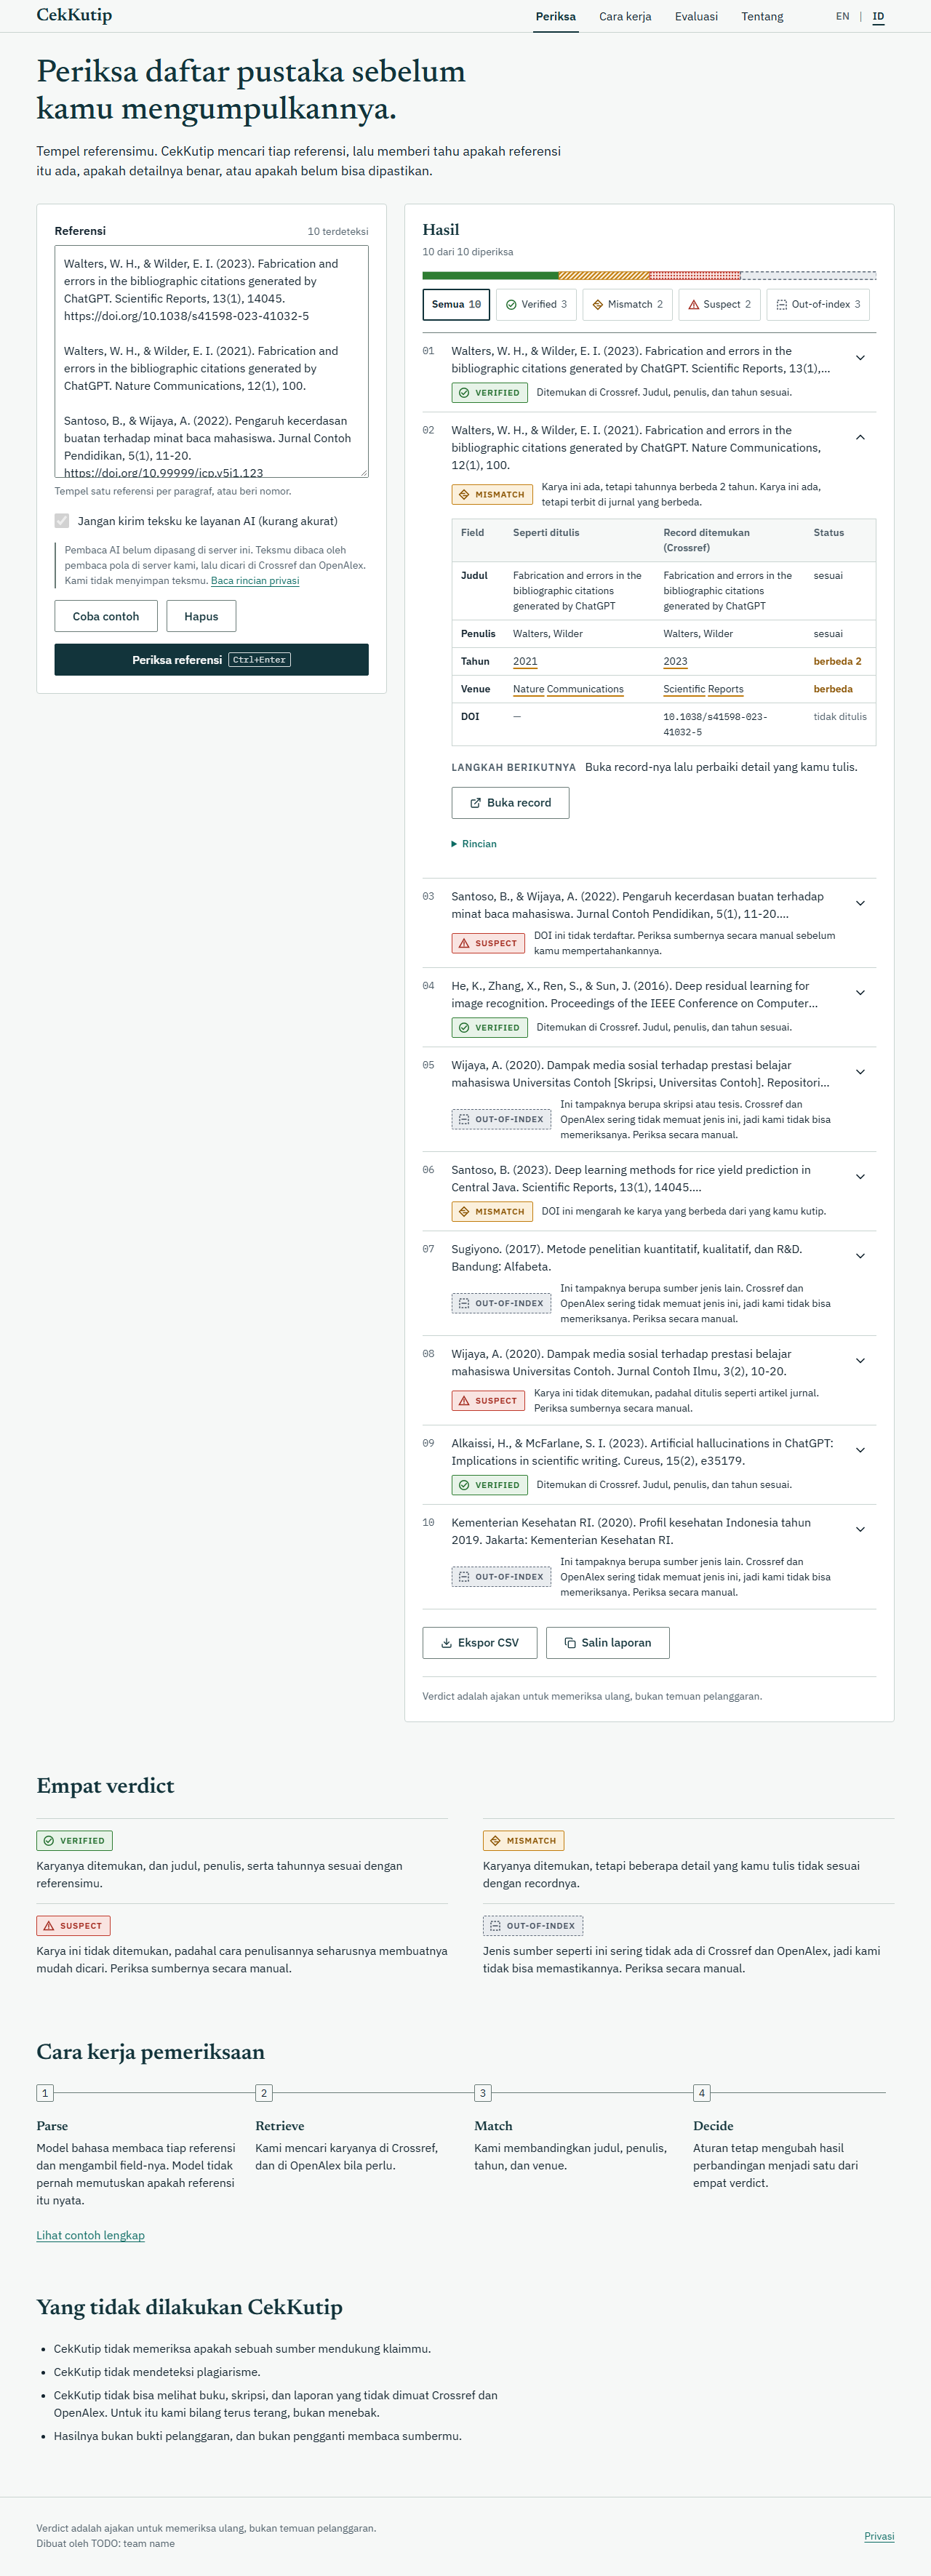 CekKutip
Periksa Cara kerja Evaluasi Tentang EN | ID
Periksa daftar pustaka sebelum
kamu mengumpulkannya.
Tempel referensimu. CekKutip mencari tiap referensi, lalu memberi tahu apakah referensi
itu ada, apakah detailnya benar, atau apakah belum bisa dipastikan.
Referensi 10 terdeteksi
Walters, W. H., & Wilder, E. I. (2023). Fabrication and
errors in the bibliographic citations generated by
ChatGPT. Scientific Reports, 13(1), 14045.
https://doi.org/10.1038/s41598-023-41032-5
Walters, W. H., & Wilder, E. I. (2021). Fabrication and
errors in the bibliographic citations generated by
ChatGPT. Nature Communications, 12(1), 100.
Santoso, B., & Wijaya, A. (2022). Pengaruh kecerdasan
buatan terhadap minat baca mahasiswa. Jurnal Contoh
Pendidikan, 5(1), 11-20.
https://doi.org/10.99999/jcp.v5i1.123
Tempel satu referensi per paragraf, atau beri nomor.
Jangan kirim teksku ke layanan AI (kurang akurat)
Pembaca AI belum dipasang di server ini. Teksmu dibaca oleh
pembaca pola di server kami, lalu dicari di Crossref dan OpenAlex.
Kami tidak menyimpan teksmu. Baca rincian privasi
Coba contoh Hapus
Periksa referensi Ctrl+Enter
Hasil
10 dari 10 diperiksa
Semua 10 Verified 3 Mismatch 2 Suspect 2 Out-of-index 3
01 Walters, W. H., & Wilder, E. I. (2023). Fabrication and errors in the
bibliographic citations generated by ChatGPT. Scientific Reports, 13(1),...
VERIFIED Ditemukan di Crossref. Judul, penulis, dan tahun sesuai.
02 Walters, W. H., & Wilder, E. I. (2021). Fabrication and errors in the
bibliographic citations generated by ChatGPT. Nature Communications,
12(1), 100.
MISMATCH Karya ini ada, tetapi tahunnya berbeda 2 tahun. Karya ini ada,
tetapi terbit di jurnal yang berbeda.
Field Seperti ditulis Record ditemukan Status
(Crossref)
Judul Fabrication and errors in the Fabrication and errors in the sesuai
bibliographic citations bibliographic citations
generated by ChatGPT generated by ChatGPT
Penulis Walters, Wilder Walters, Wilder sesuai
Tahun 2021 2023 berbeda 2
Venue Nature Communications Scientific Reports berbeda
DOI — 10.1038/s41598-023- tidak ditulis
41032-5
LANGKAH BERIKUTNYA Buka record-nya lalu perbaiki detail yang kamu tulis.
Buka record
Rincian
03 Santoso, B., & Wijaya, A. (2022). Pengaruh kecerdasan buatan terhadap
minat baca mahasiswa. Jurnal Contoh Pendidikan, 5(1), 11-20....
SUSPECT DOI ini tidak terdaftar. Periksa sumbernya secara manual sebelum
kamu mempertahankannya.
04 He, K., Zhang, X., Ren, S., & Sun, J. (2016). Deep residual learning for
image recognition. Proceedings of the IEEE Conference on Computer...
VERIFIED Ditemukan di Crossref. Judul, penulis, dan tahun sesuai.
05 Wijaya, A. (2020). Dampak media sosial terhadap prestasi belajar
mahasiswa Universitas Contoh [Skripsi, Universitas Contoh]. Repositori...
OUT-OF-INDEX Ini tampaknya berupa skripsi atau tesis. Crossref dan
OpenAlex sering tidak memuat jenis ini, jadi kami tidak bisa
memeriksanya. Periksa secara manual.
06 Santoso, B. (2023). Deep learning methods for rice yield prediction in
Central Java. Scientific Reports, 13(1), 14045....
MISMATCH DOI ini mengarah ke karya yang berbeda dari yang kamu kutip.
07 Sugiyono. (2017). Metode penelitian kuantitatif, kualitatif, dan R&D.
Bandung: Alfabeta.
OUT-OF-INDEX Ini tampaknya berupa sumber jenis lain. Crossref dan
OpenAlex sering tidak memuat jenis ini, jadi kami tidak bisa
memeriksanya. Periksa secara manual.
08 Wijaya, A. (2020). Dampak media sosial terhadap prestasi belajar
mahasiswa Universitas Contoh. Jurnal Contoh Ilmu, 3(2), 10-20.
SUSPECT Karya ini tidak ditemukan, padahal ditulis seperti artikel jurnal.
Periksa sumbernya secara manual.
09 Alkaissi, H., & McFarlane, S. I. (2023). Artificial hallucinations in ChatGPT:
Implications in scientific writing. Cureus, 15(2), e35179.
VERIFIED Ditemukan di Crossref. Judul, penulis, dan tahun sesuai.
10 Kementerian Kesehatan RI. (2020). Profil kesehatan Indonesia tahun
2019. Jakarta: Kementerian Kesehatan RI.
OUT-OF-INDEX Ini tampaknya berupa sumber jenis lain. Crossref dan
OpenAlex sering tidak memuat jenis ini, jadi kami tidak bisa
memeriksanya. Periksa secara manual.
Ekspor CSV Salin laporan
Verdict adalah ajakan untuk memeriksa ulang, bukan temuan pelanggaran.
Empat verdict
VERIFIED
Karyanya ditemukan, dan judul, penulis, serta tahunnya sesuai dengan
referensimu.
MISMATCH
Karyanya ditemukan, tetapi beberapa detail yang kamu tulis tidak sesuai
dengan recordnya.
SUSPECT
Karya ini tidak ditemukan, padahal cara penulisannya seharusnya membuatnya
mudah dicari. Periksa sumbernya secara manual.
OUT-OF-INDEX
Jenis sumber seperti ini sering tidak ada di Crossref dan OpenAlex, jadi kami
tidak bisa memastikannya. Periksa secara manual.
Cara kerja pemeriksaan
1
Parse
Model bahasa membaca tiap referensi
dan mengambil field-nya. Model tidak
pernah memutuskan apakah referensi
itu nyata.
2
Retrieve
Kami mencari karyanya di Crossref,
dan di OpenAlex bila perlu.
3
Match
Kami membandingkan judul, penulis,
tahun, dan venue.
4
Decide
Aturan tetap mengubah hasil
perbandingan menjadi satu dari
empat verdict.
Lihat contoh lengkap
Yang tidak dilakukan CekKutip
CekKutip tidak memeriksa apakah sebuah sumber mendukung klaimmu.
CekKutip tidak mendeteksi plagiarisme.
CekKutip tidak bisa melihat buku, skripsi, dan laporan yang tidak dimuat Crossref dan
OpenAlex. Untuk itu kami bilang terus terang, bukan menebak.
Hasilnya bukan bukti pelanggaran, dan bukan pengganti membaca sumbermu.
Verdict adalah ajakan untuk memeriksa ulang, bukan temuan pelanggaran.
Dibuat oleh TODO: team name
Privasi